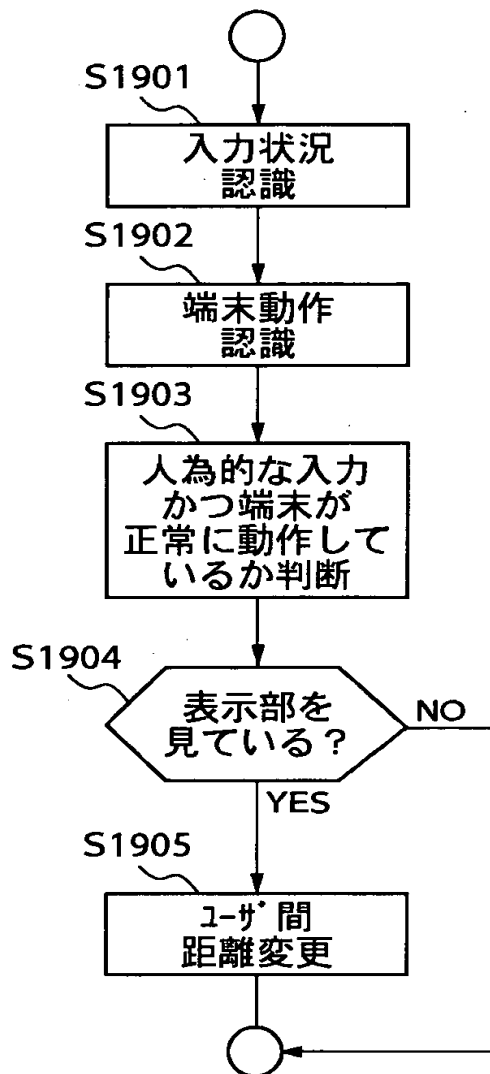 S1901
入力状況
認識
S1902
端末動作
認識
S1903
人為的な入力
かつ端末が
正常に動作して
いるか判断
S1904
表示部を
見ている？
NO
YES
S1905
ﾕｰｻﾞ間
距離変更